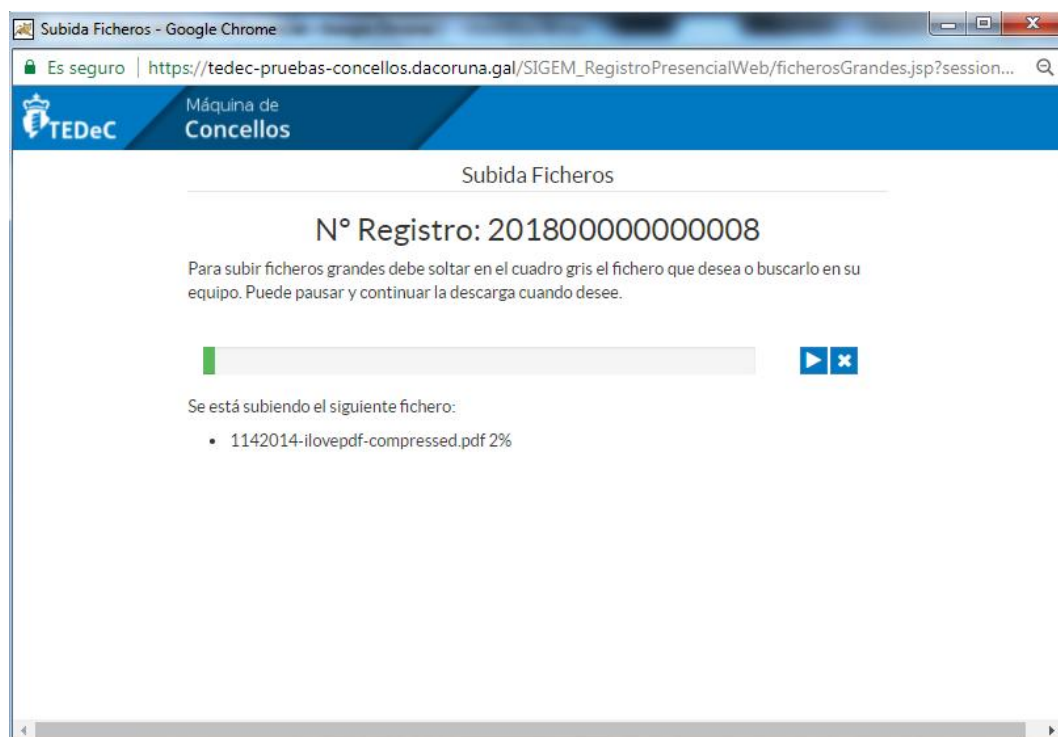 Subida Ficheros - Google Chrome
Es seguro | https://tedec-pruebas-concellos.dacoruna.gal/SIGEM_RegistroPresencialWeb/ficherosGrandes.jsp?session...
TEDeC
Máquina de
Concellos
Subida Ficheros
Nº Registro: 201800000000008
Para subir ficheros grandes debe soltar en el cuadro gris el fichero que desea o buscarlo en su
equipo. Puede pausar y continuar la descarga cuando desee.
Se está subiendo el siguiente fichero:
• 1142014-ilovepdf-compressed.pdf 2%